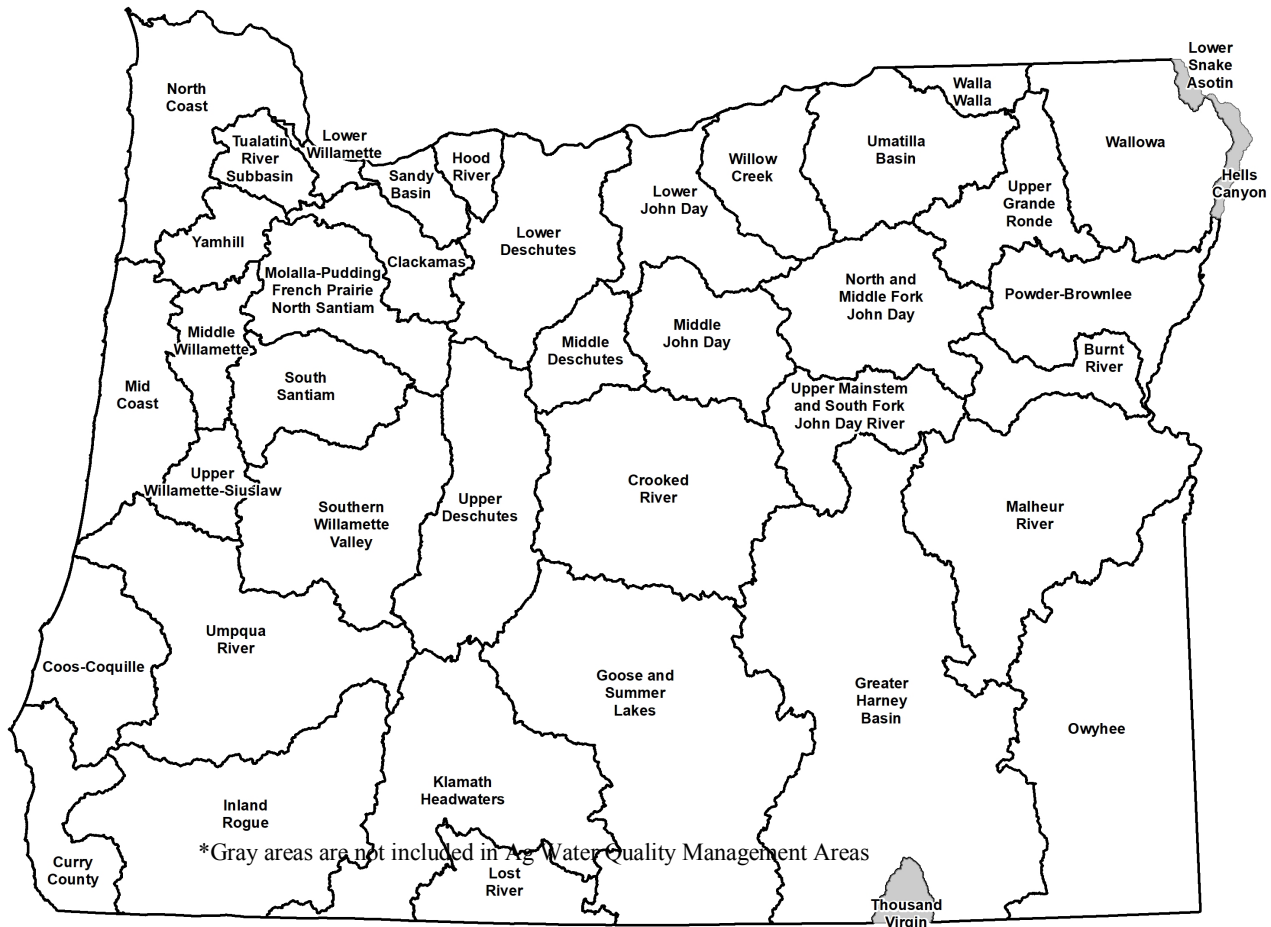 Lower
Snake
Asotin
North
Coast
Walla
Walla
Tualatin
River
Subbasin
Lower
Willamette
Sandy
Basin
Hood
River
Willow
Creek
Umatilla
Basin
Wallowa
Hells
Canyon
Lower
John Day
Upper
Grande
Ronde
Yamhill
Lower
Deschutes
Clackamas
Molalla-Pudding
French Prairie
North Santiam
North and
Middle Fork
John Day
Powder-Brownlee
Middle
Willamette
Middle
Deschutes
Middle
John Day
Burnt
River
Mid
Coast
South
Santiam
Upper Mainstem
and South Fork
John Day River
Upper
Willamette-Siuslaw
Southern
Willamette
Valley
Upper
Deschutes
Crooked
River
Malheur
River
Umpqua
River
Coos-Coquille
Goose and
Summer
Lakes
Greater
Harney
Basin
Owyhee
Klamath
Headwaters
Inland
Rogue
*Gray areas are not included in Ag Water Quality Management Areas
Curry
County
Lost
River
Thousand
Virgin